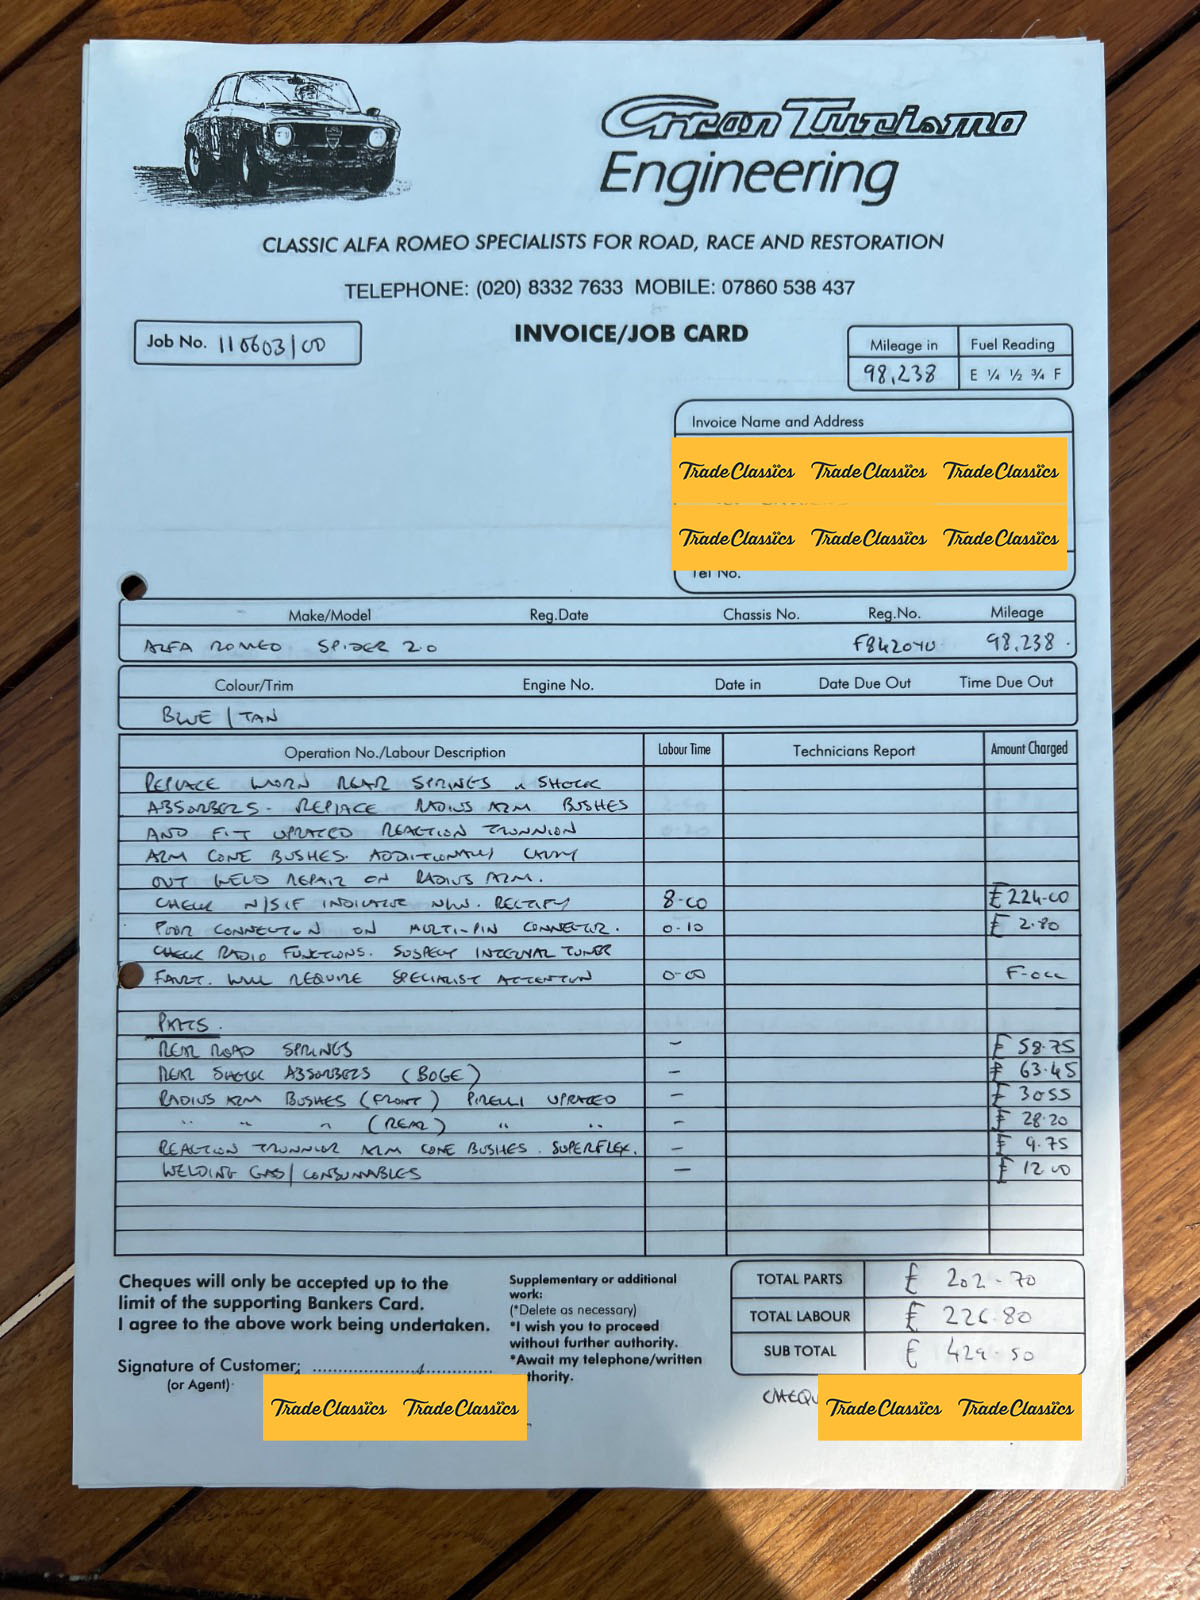 Gran Turismo
Engineering
CLASSIC ALFA ROMEO SPECIALISTS FOR ROAD, RACE AND RESTORATION
TELEPHONE: (020) 8332 7633 MOBILE: 07860 538 437
INVOICE/JOB CARD
Job No. 110603/00
Mileage in Fuel Reading
98,238 E ¼ ½ ¾ F
Invoice Name and Address
TradeClassics TradeClassics TradeClassics
TradeClassics TradeClassics TradeClassics
Tel No.
Make/Model Reg.Date Chassis No. Reg.No. Mileage
ALFA ROMEO SPIDER 2.0 F842OYU 98,238.
Colour/Trim Engine No. Date in Date Due Out Time Due Out
BLUE / TAN
Operation No./Labour Description Labour Time Technicians Report Amount Charged
REPLACE WORN REAR SPRINGS & SHOCK
ABSORBERS. REPLACE RADIUS ARM BUSHES
AND FIT UPRATED REACTION TRUNNION
ARM CONE BUSHES. ADDITIONALLY CARRY
OUT WELD REPAIR ON RADIUS ARM.
CHECK N/S/F INDICATOR N/W. RECTIFY 8-00 £224-00
POOR CONNECTION ON MULTI-PIN CONNECTOR. 0-10 £ 2.80
CHECK RADIO FUNCTIONS. SUSPECT INTERNAL TUNER
FAULT. WILL REQUIRE SPECIALIST ATTENTION 0-00 F-OCC
PARTS.
REAR ROAD SPRINGS – £ 58.75
REAR SHOCK ABSORBERS (BOGE) – £ 63.45
RADIUS ARM BUSHES (FRONT) PIRELLI UPRATED – £ 30.55
" " " (REAR) " " – £ 28.20
REACTION TRUNNION ARM CONE BUSHES. SUPERFLEX. – £ 9.75
WELDING GAS/CONSUMABLES – £ 12.00
Cheques will only be accepted up to the
limit of the supporting Bankers Card.
I agree to the above work being undertaken.
Signature of Customer:
(or Agent)
Supplementary or additional
work:
(*Delete as necessary)
*I wish you to proceed
without further authority.
*Await my telephone/written
thority.
TOTAL PARTS £ 202-70
TOTAL LABOUR £ 226.80
SUB TOTAL £ 429.50
CHEQU
TradeClassics TradeClassics
TradeClassics TradeClassics